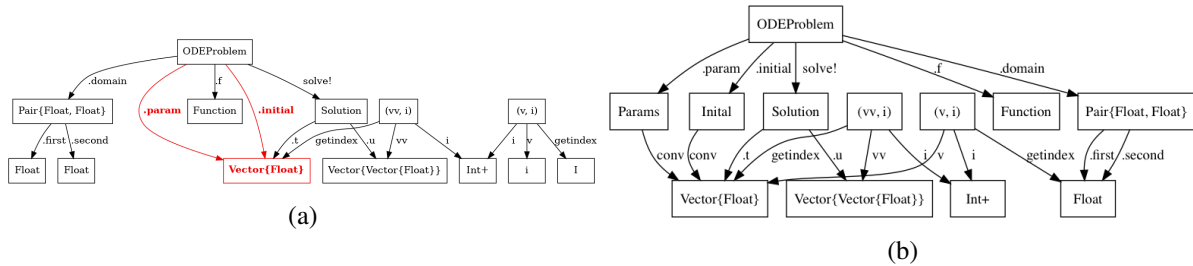 ODEProblem
.domain
.param
.f
.initial
solve!
Pair{Float, Float}
Function
Solution
(vv, i)
(v, i)
.first
.second
.t
getindex
.u
vv
i
i
v
getindex
Float
Float
Vector{Float}
Vector{Vector{Float}}
Int+
i
I
(a)
ODEProblem
.param
.initial
solve!
.f
.domain
Params
Inital
Solution
(vv, i)
(v, i)
Function
Pair{Float, Float}
conv
conv
.t
getindex
.u
vv
i
v
i
getindex
.first
.second
Vector{Float}
Vector{Vector{Float}}
Int+
Float
(b)